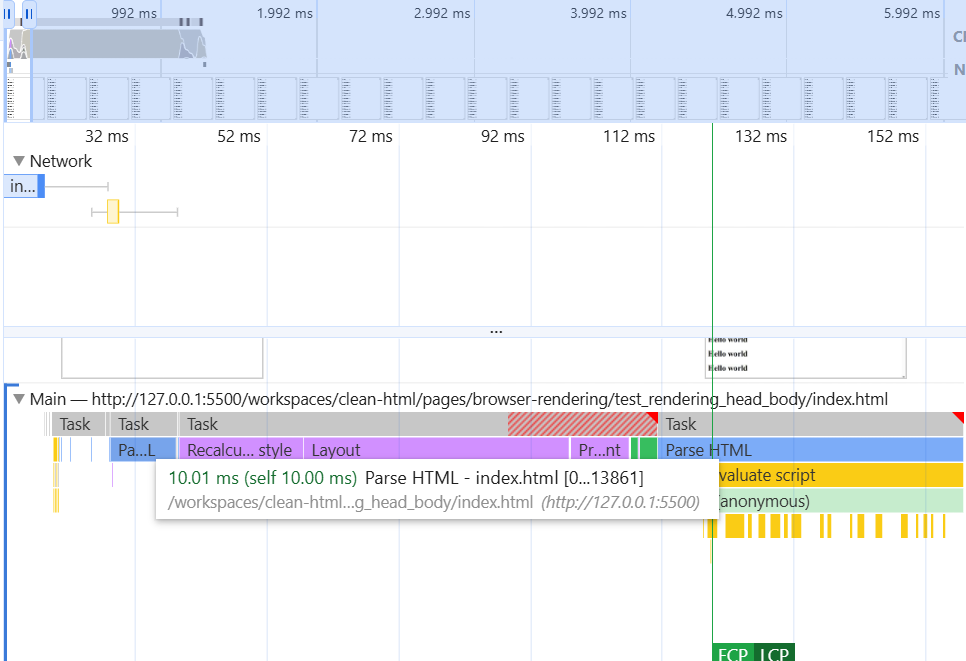 992 ms 1.992 ms 2.992 ms 3.992 ms 4.992 ms 5.992 ms
N
32 ms 52 ms 72 ms 92 ms 112 ms 132 ms 152 ms
▼ Network
in...
...
Hello world
Hello world
Hello world
▼ Main — http://127.0.0.1:5500/workspaces/clean-html/pages/browser-rendering/test_rendering_head_body/index.html
Task Task Task Task
Pa...L Recalcu... style Layout Pr...nt Parse HTML
10.01 ms (self 10.00 ms) Parse HTML - index.html [0...13861]
valuate script
/workspaces/clean-html...g_head_body/index.html (http://127.0.0.1:5500)
(anonymous)
FCP LCP